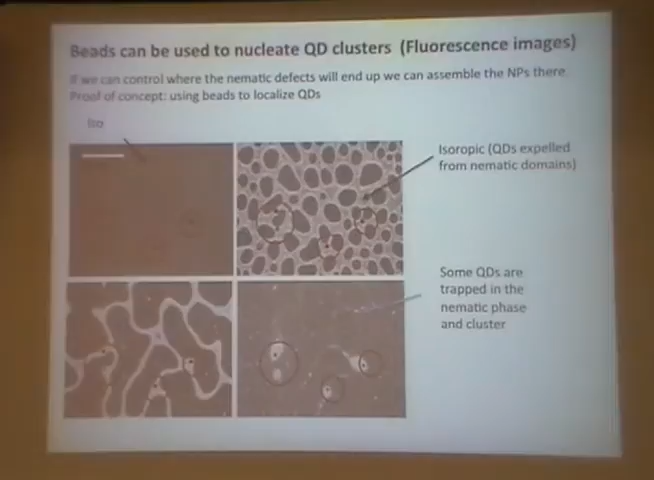 Beads can be used to nucleate QD clusters (Fluorescence images)
If we can control where the nematic defects will end up we can assemble the NPs there.
Proof of concept: using beads to localize QDs
Iso
Isoropic (QDs expelled
from nematic domains)
Some QDs are
trapped in the
nematic phase
and cluster